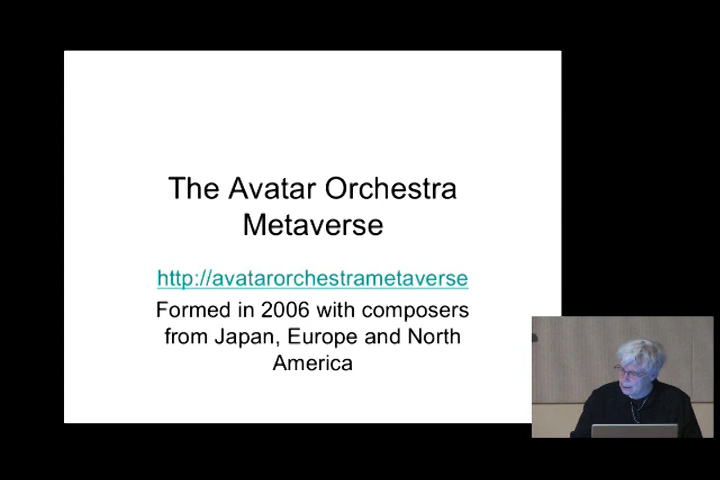 The Avatar Orchestra
Metaverse
http://avatarorchestrametaverse
Formed in 2006 with composers
from Japan, Europe and North
America